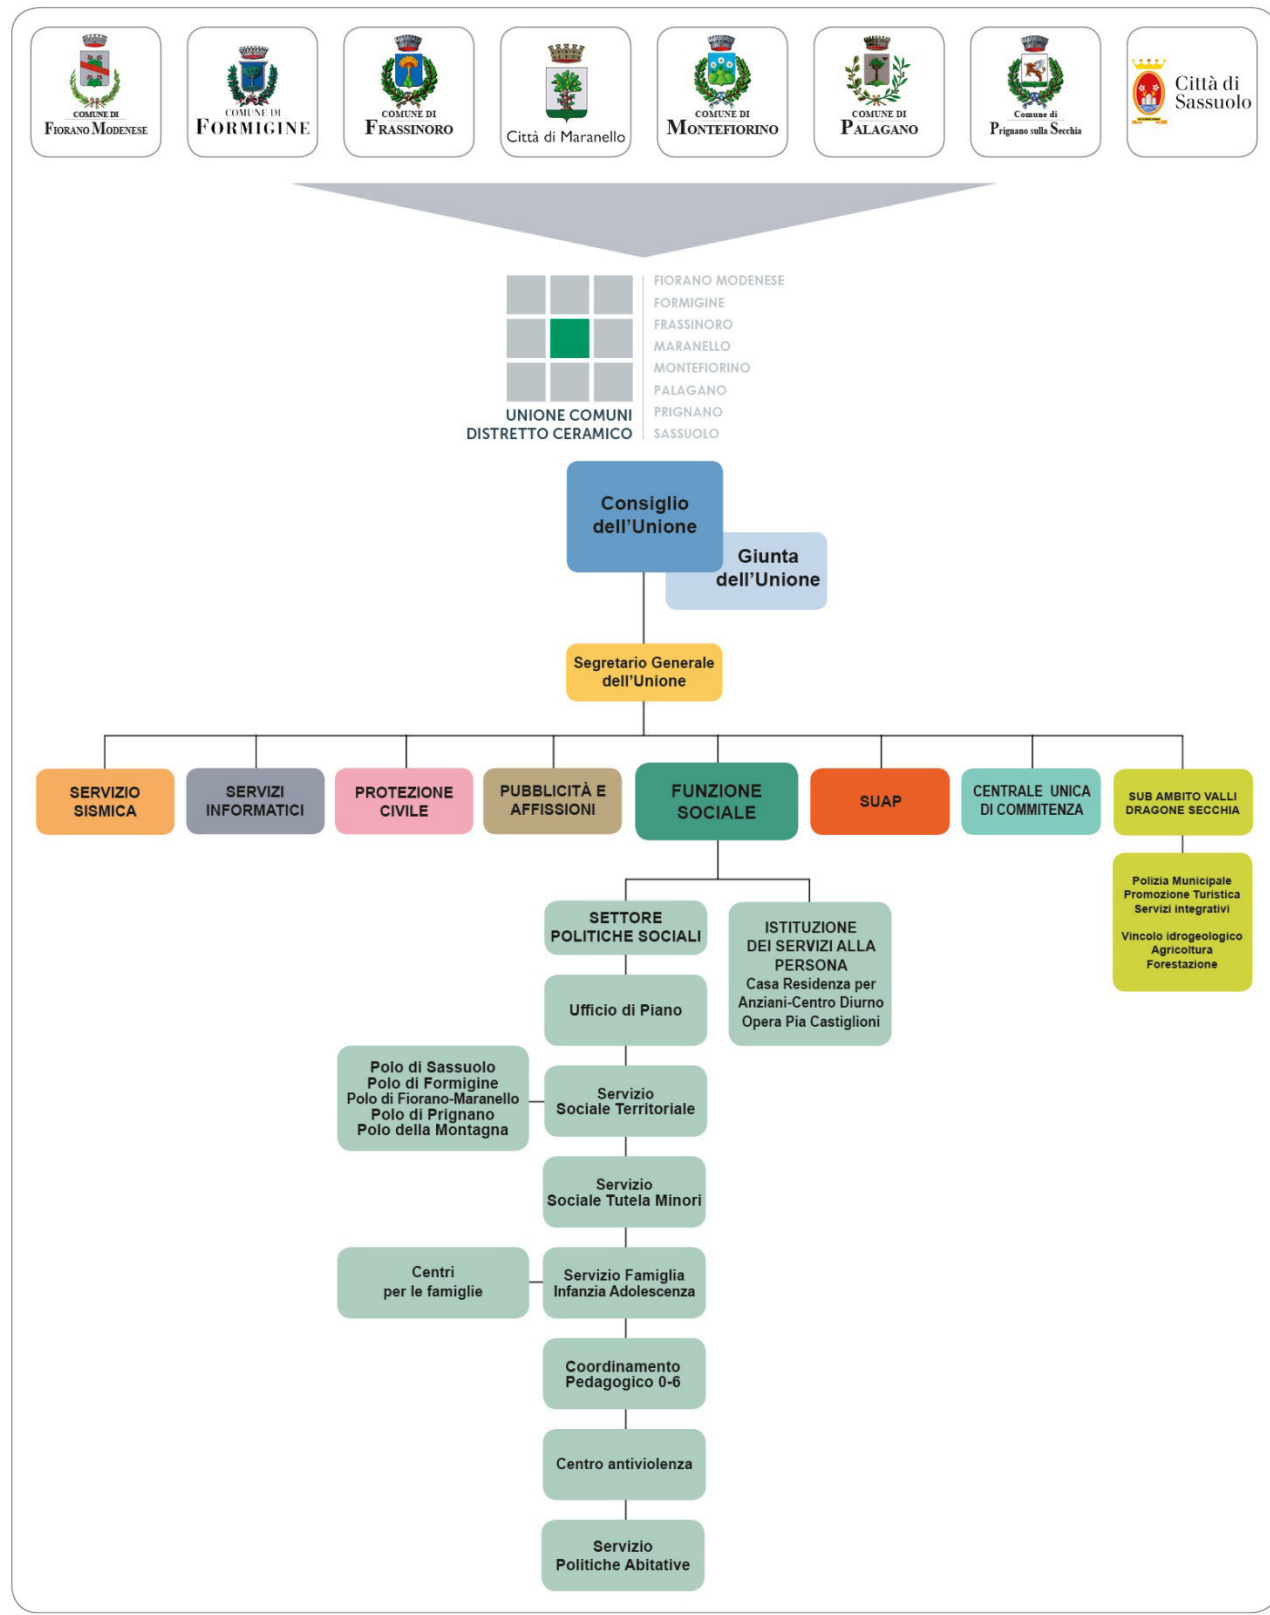 COMUNE DI
FIORANO MODENESE
COMUNE DI
FORMIGINE
COMUNE DI
FRASSINORO
Città di Maranello
COMUNE DI
MONTEFIORINO
COMUNE DI
PALAGANO
Comune di
Prignano sulla Secchia
Città di
Sassuolo
UNIONE COMUNI
DISTRETTO CERAMICO
FIORANO MODENESE
FORMIGINE
FRASSINORO
MARANELLO
MONTEFIORINO
PALAGANO
PRIGNANO
SASSUOLO
Consiglio
dell'Unione
Giunta
dell'Unione
Segretario Generale
dell'Unione
SERVIZIO
SISMICA
SERVIZI
INFORMATICI
PROTEZIONE
CIVILE
PUBBLICITÀ E
AFFISSIONI
FUNZIONE
SOCIALE
SUAP
CENTRALE UNICA
DI COMMITENZA
SUB AMBITO VALLI
DRAGONE SECCHIA
Polizia Municipale
Promozione Turistica
Servizi integrativi
Vincolo idrogeologico
Agricoltura
Forestazione
SETTORE
POLITICHE SOCIALI
ISTITUZIONE
DEI SERVIZI ALLA
PERSONA
Casa Residenza per
Anziani-Centro Diurno
Opera Pia Castiglioni
Ufficio di Piano
Polo di Sassuolo
Polo di Formigine
Polo di Fiorano-Maranello
Polo di Prignano
Polo della Montagna
Servizio
Sociale Territoriale
Servizio
Sociale Tutela Minori
Centri
per le famiglie
Servizio Famiglia
Infanzia Adolescenza
Coordinamento
Pedagogico 0-6
Centro antiviolenza
Servizio
Politiche Abitative